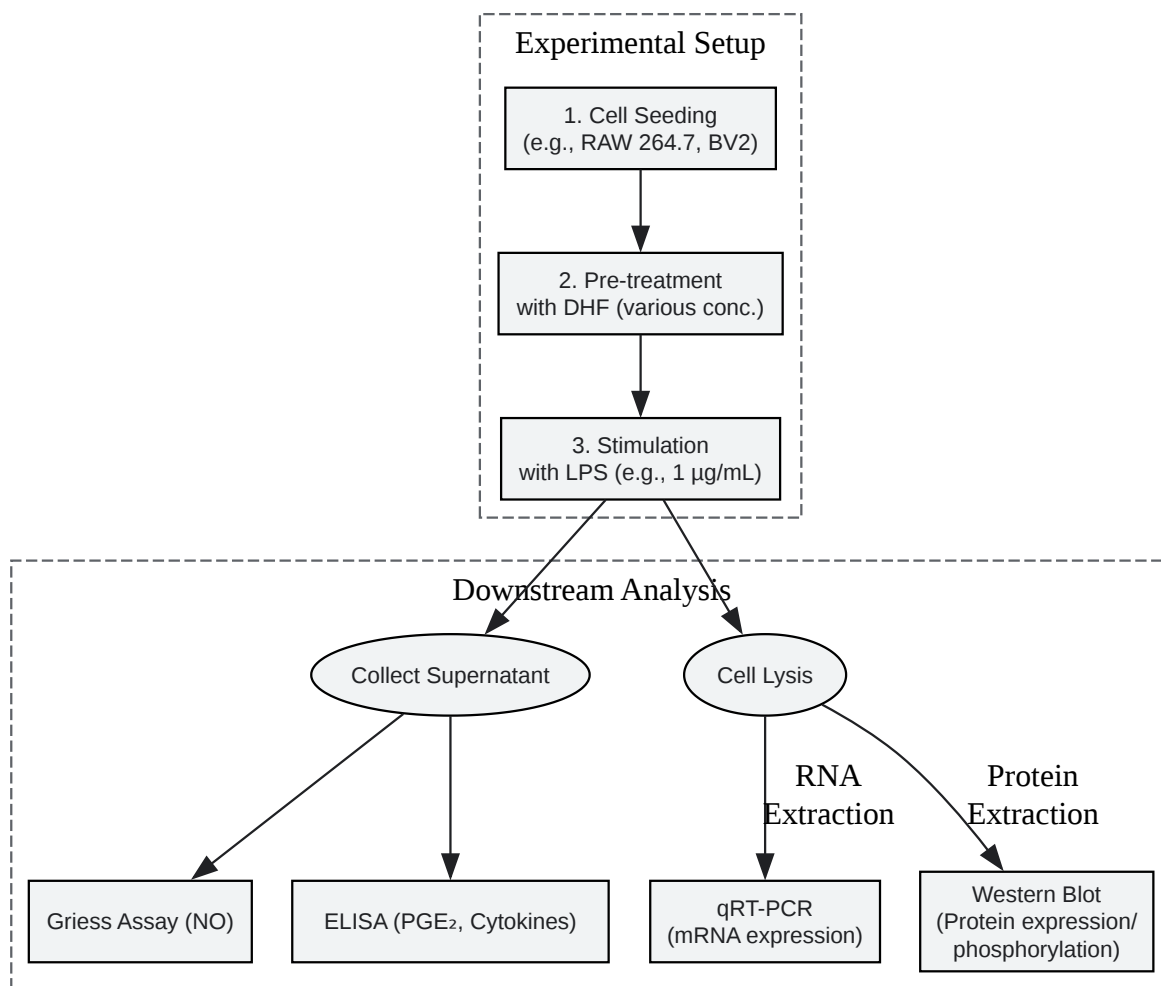 Experimental Setup
1. Cell Seeding
(e.g., RAW 264.7, BV2)
2. Pre-treatment
with DHF (various conc.)
3. Stimulation
with LPS (e.g., 1 µg/mL)
Downstream Analysis
Collect Supernatant
Cell Lysis
RNA
Extraction
Protein
Extraction
Griess Assay (NO)
ELISA (PGE₂, Cytokines)
qRT-PCR
(mRNA expression)
Western Blot
(Protein expression/
phosphorylation)